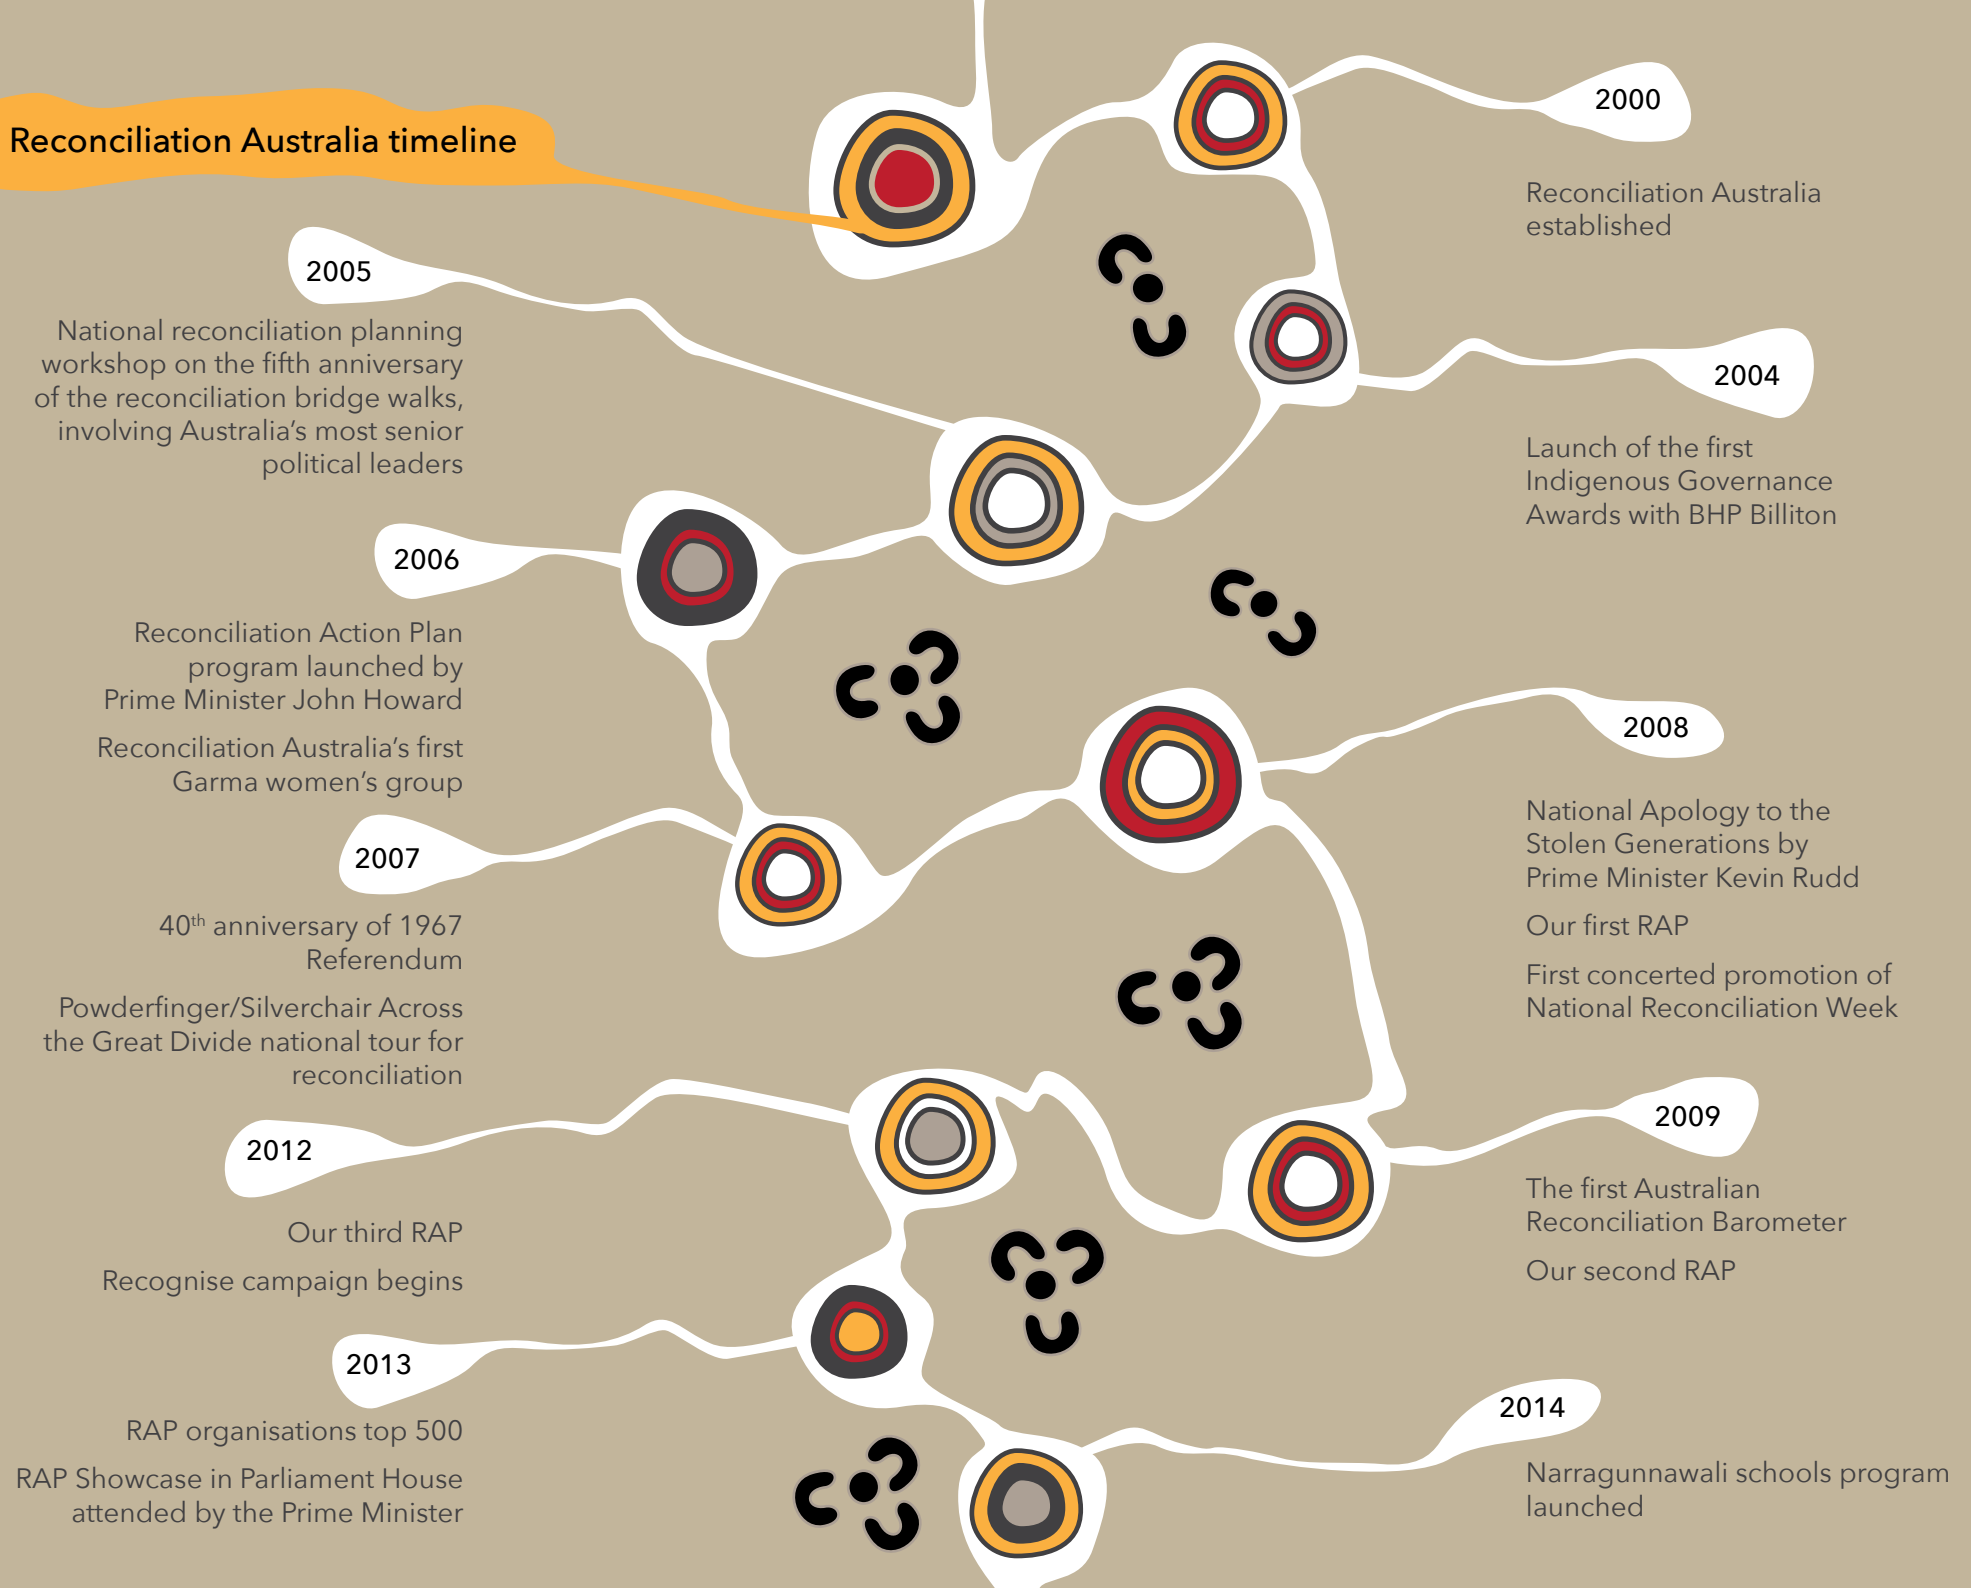 Reconciliation Australia timeline
2000
Reconciliation Australia
established
2004
Launch of the first
Indigenous Governance
Awards with BHP Billiton
2005
National reconciliation planning
workshop on the fifth anniversary
of the reconciliation bridge walks,
involving Australia’s most senior
political leaders
2006
Reconciliation Action Plan
program launched by
Prime Minister John Howard
Reconciliation Australia’s first
Garma women’s group
2007
40th anniversary of 1967
Referendum
Powderfinger/Silverchair Across
the Great Divide national tour for
reconciliation
2008
National Apology to the
Stolen Generations by
Prime Minister Kevin Rudd
Our first RAP
First concerted promotion of
National Reconciliation Week
2009
The first Australian
Reconciliation Barometer
Our second RAP
2012
Our third RAP
Recognise campaign begins
2013
RAP organisations top 500
RAP Showcase in Parliament House
attended by the Prime Minister
2014
Narragunnawali schools program
launched